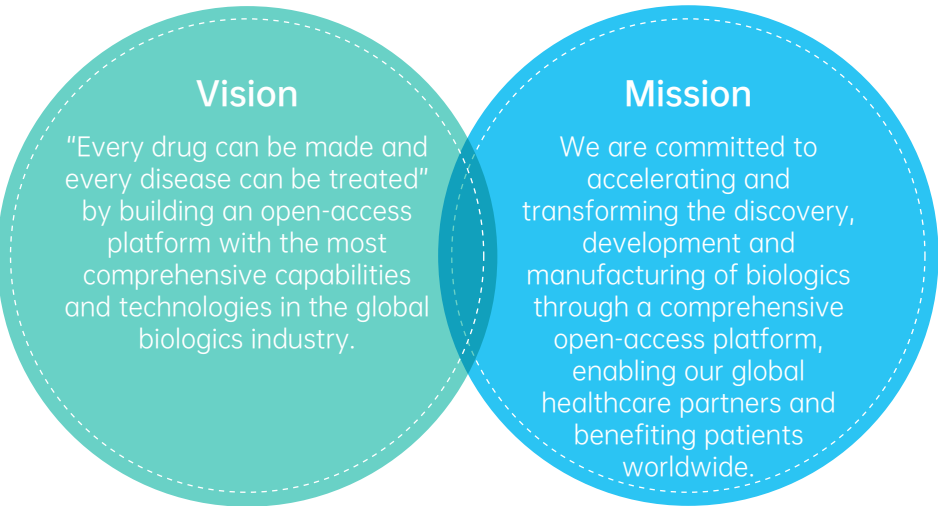 Vision
"Every drug can be made and
every disease can be treated"
by building an open-access
platform with the most
comprehensive capabilities
and technologies in the global
biologics industry.
Mission
We are committed to
accelerating and
transforming the discovery,
development and
manufacturing of biologics
through a comprehensive
open-access platform,
enabling our global
healthcare partners and
benefiting patients
worldwide.